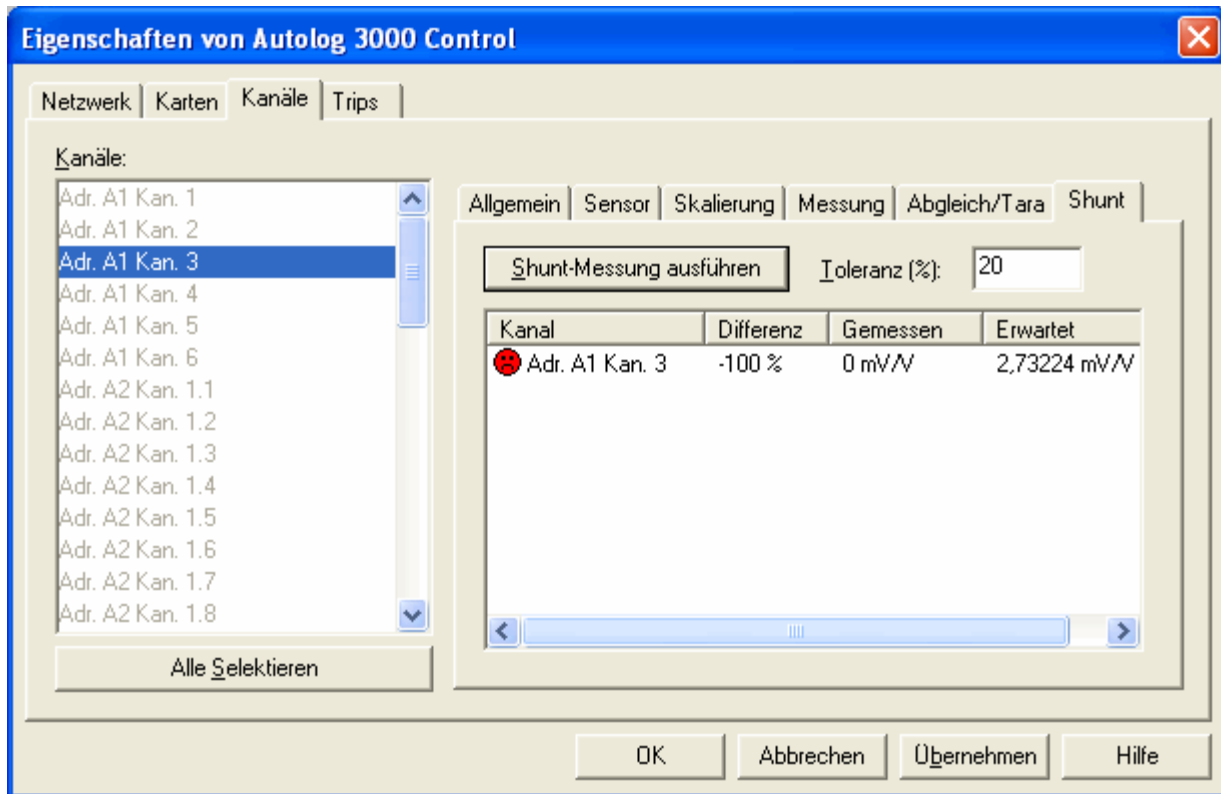 Eigenschaften von Autolog 3000 Control
Netzwerk Karten Kanäle Trips
Kanäle:
Adr. A1 Kan. 1
Adr. A1 Kan. 2
Adr. A1 Kan. 3
Adr. A1 Kan. 4
Adr. A1 Kan. 5
Adr. A1 Kan. 6
Adr. A2 Kan. 1.1
Adr. A2 Kan. 1.2
Adr. A2 Kan. 1.3
Adr. A2 Kan. 1.4
Adr. A2 Kan. 1.5
Adr. A2 Kan. 1.6
Adr. A2 Kan. 1.7
Adr. A2 Kan. 1.8
Alle Selektieren
Allgemein Sensor Skalierung Messung Abgleich/Tara Shunt
Shunt-Messung ausführen Toleranz (%): 20
Kanal Differenz Gemessen Erwartet
Adr. A1 Kan. 3 -100 % 0 mV/V 2,73224 mV/V
OK Abbrechen Übernehmen Hilfe